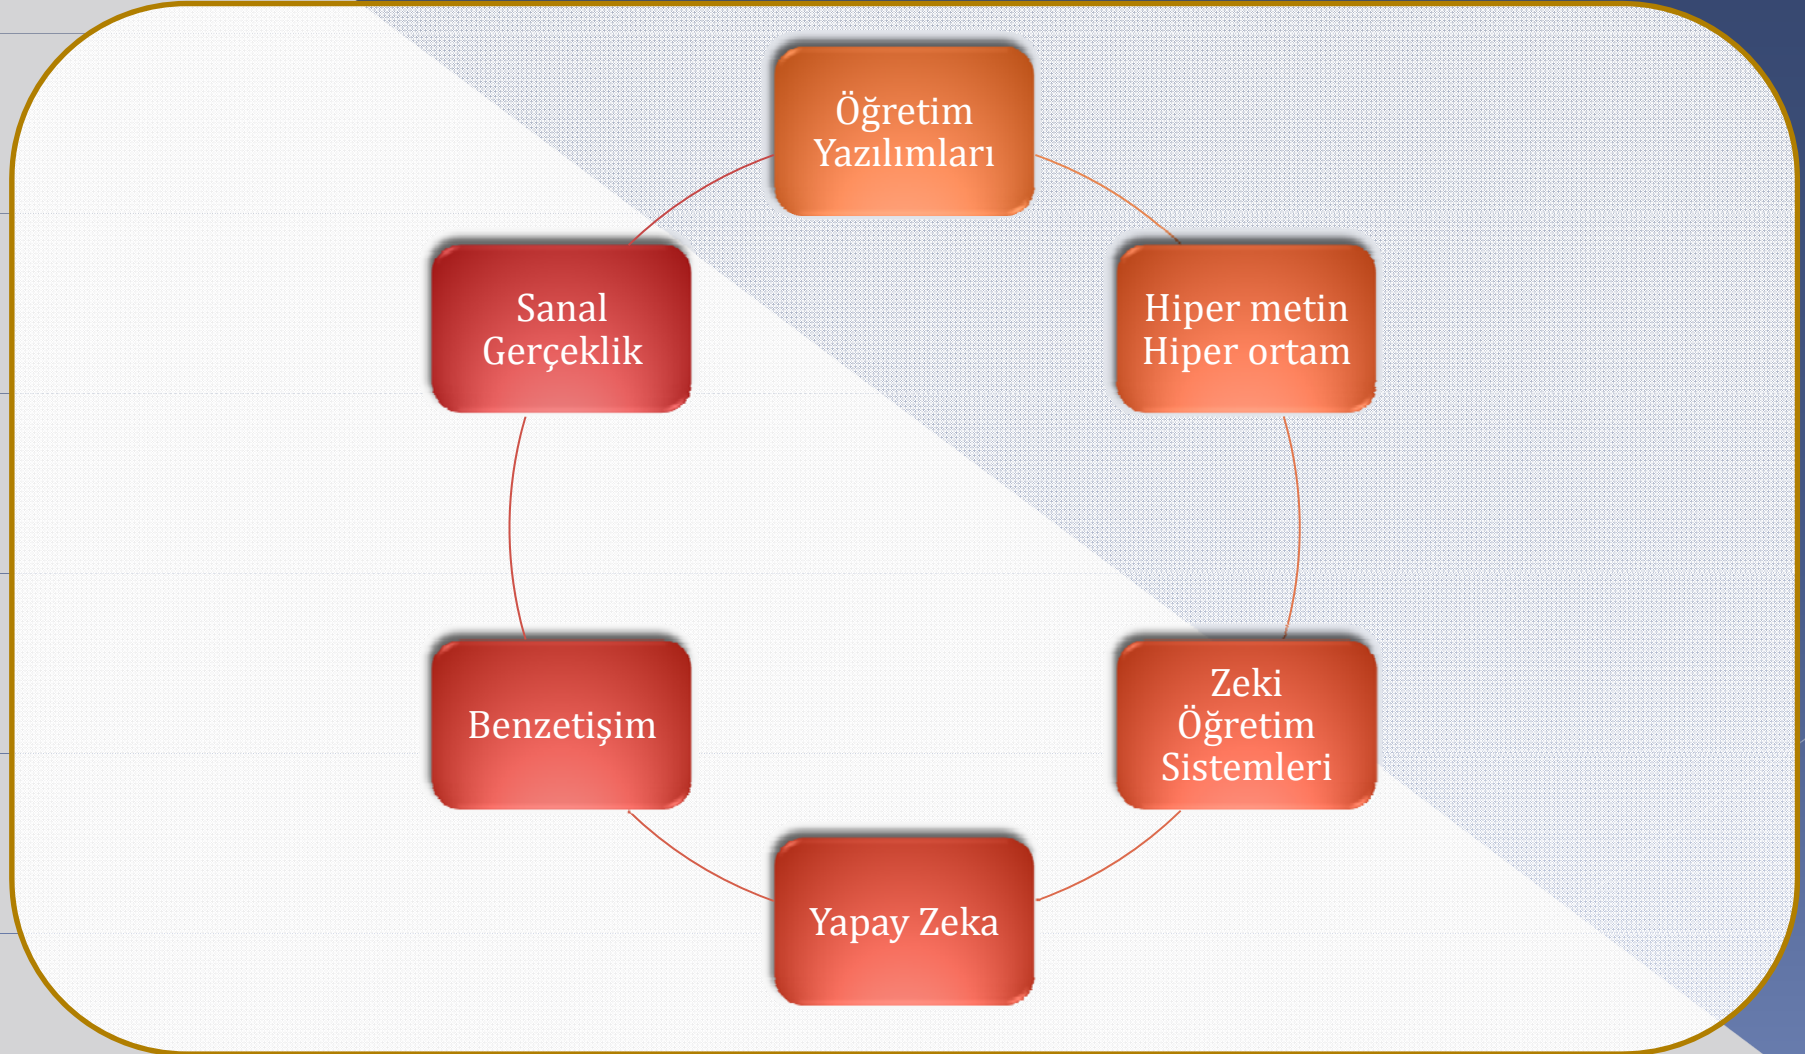 Öğretim
Yazılımları
Hiper metin
Hiper ortam
Zeki
Öğretim
Sistemleri
Yapay Zeka
Benzetişim
Sanal
Gerçeklik